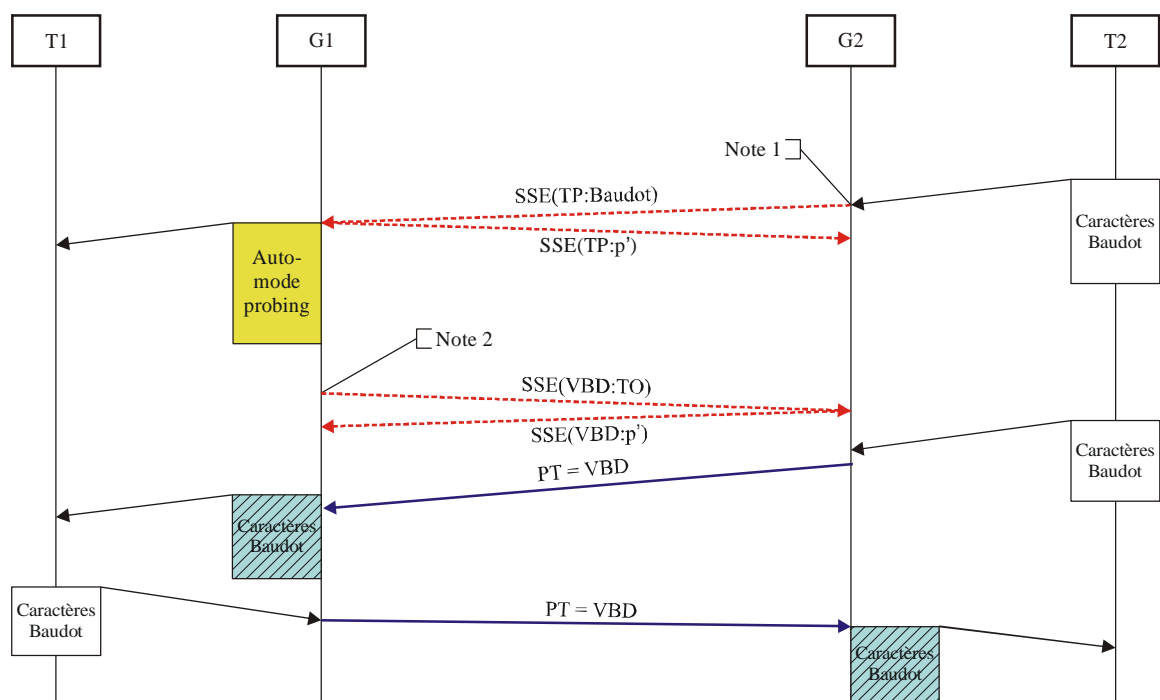 T1
G1
G2
T2
Note 1
SSE(TP:Baudot)
Caractères
Baudot
SSE(TP:p')
Auto-
mode
probing
Note 2
SSE(VBD:TO)
SSE(VBD:p')
Caractères
Baudot
PT = VBD
Caractères
Baudot
Caractères
Baudot
PT = VBD
Caractères
Baudot